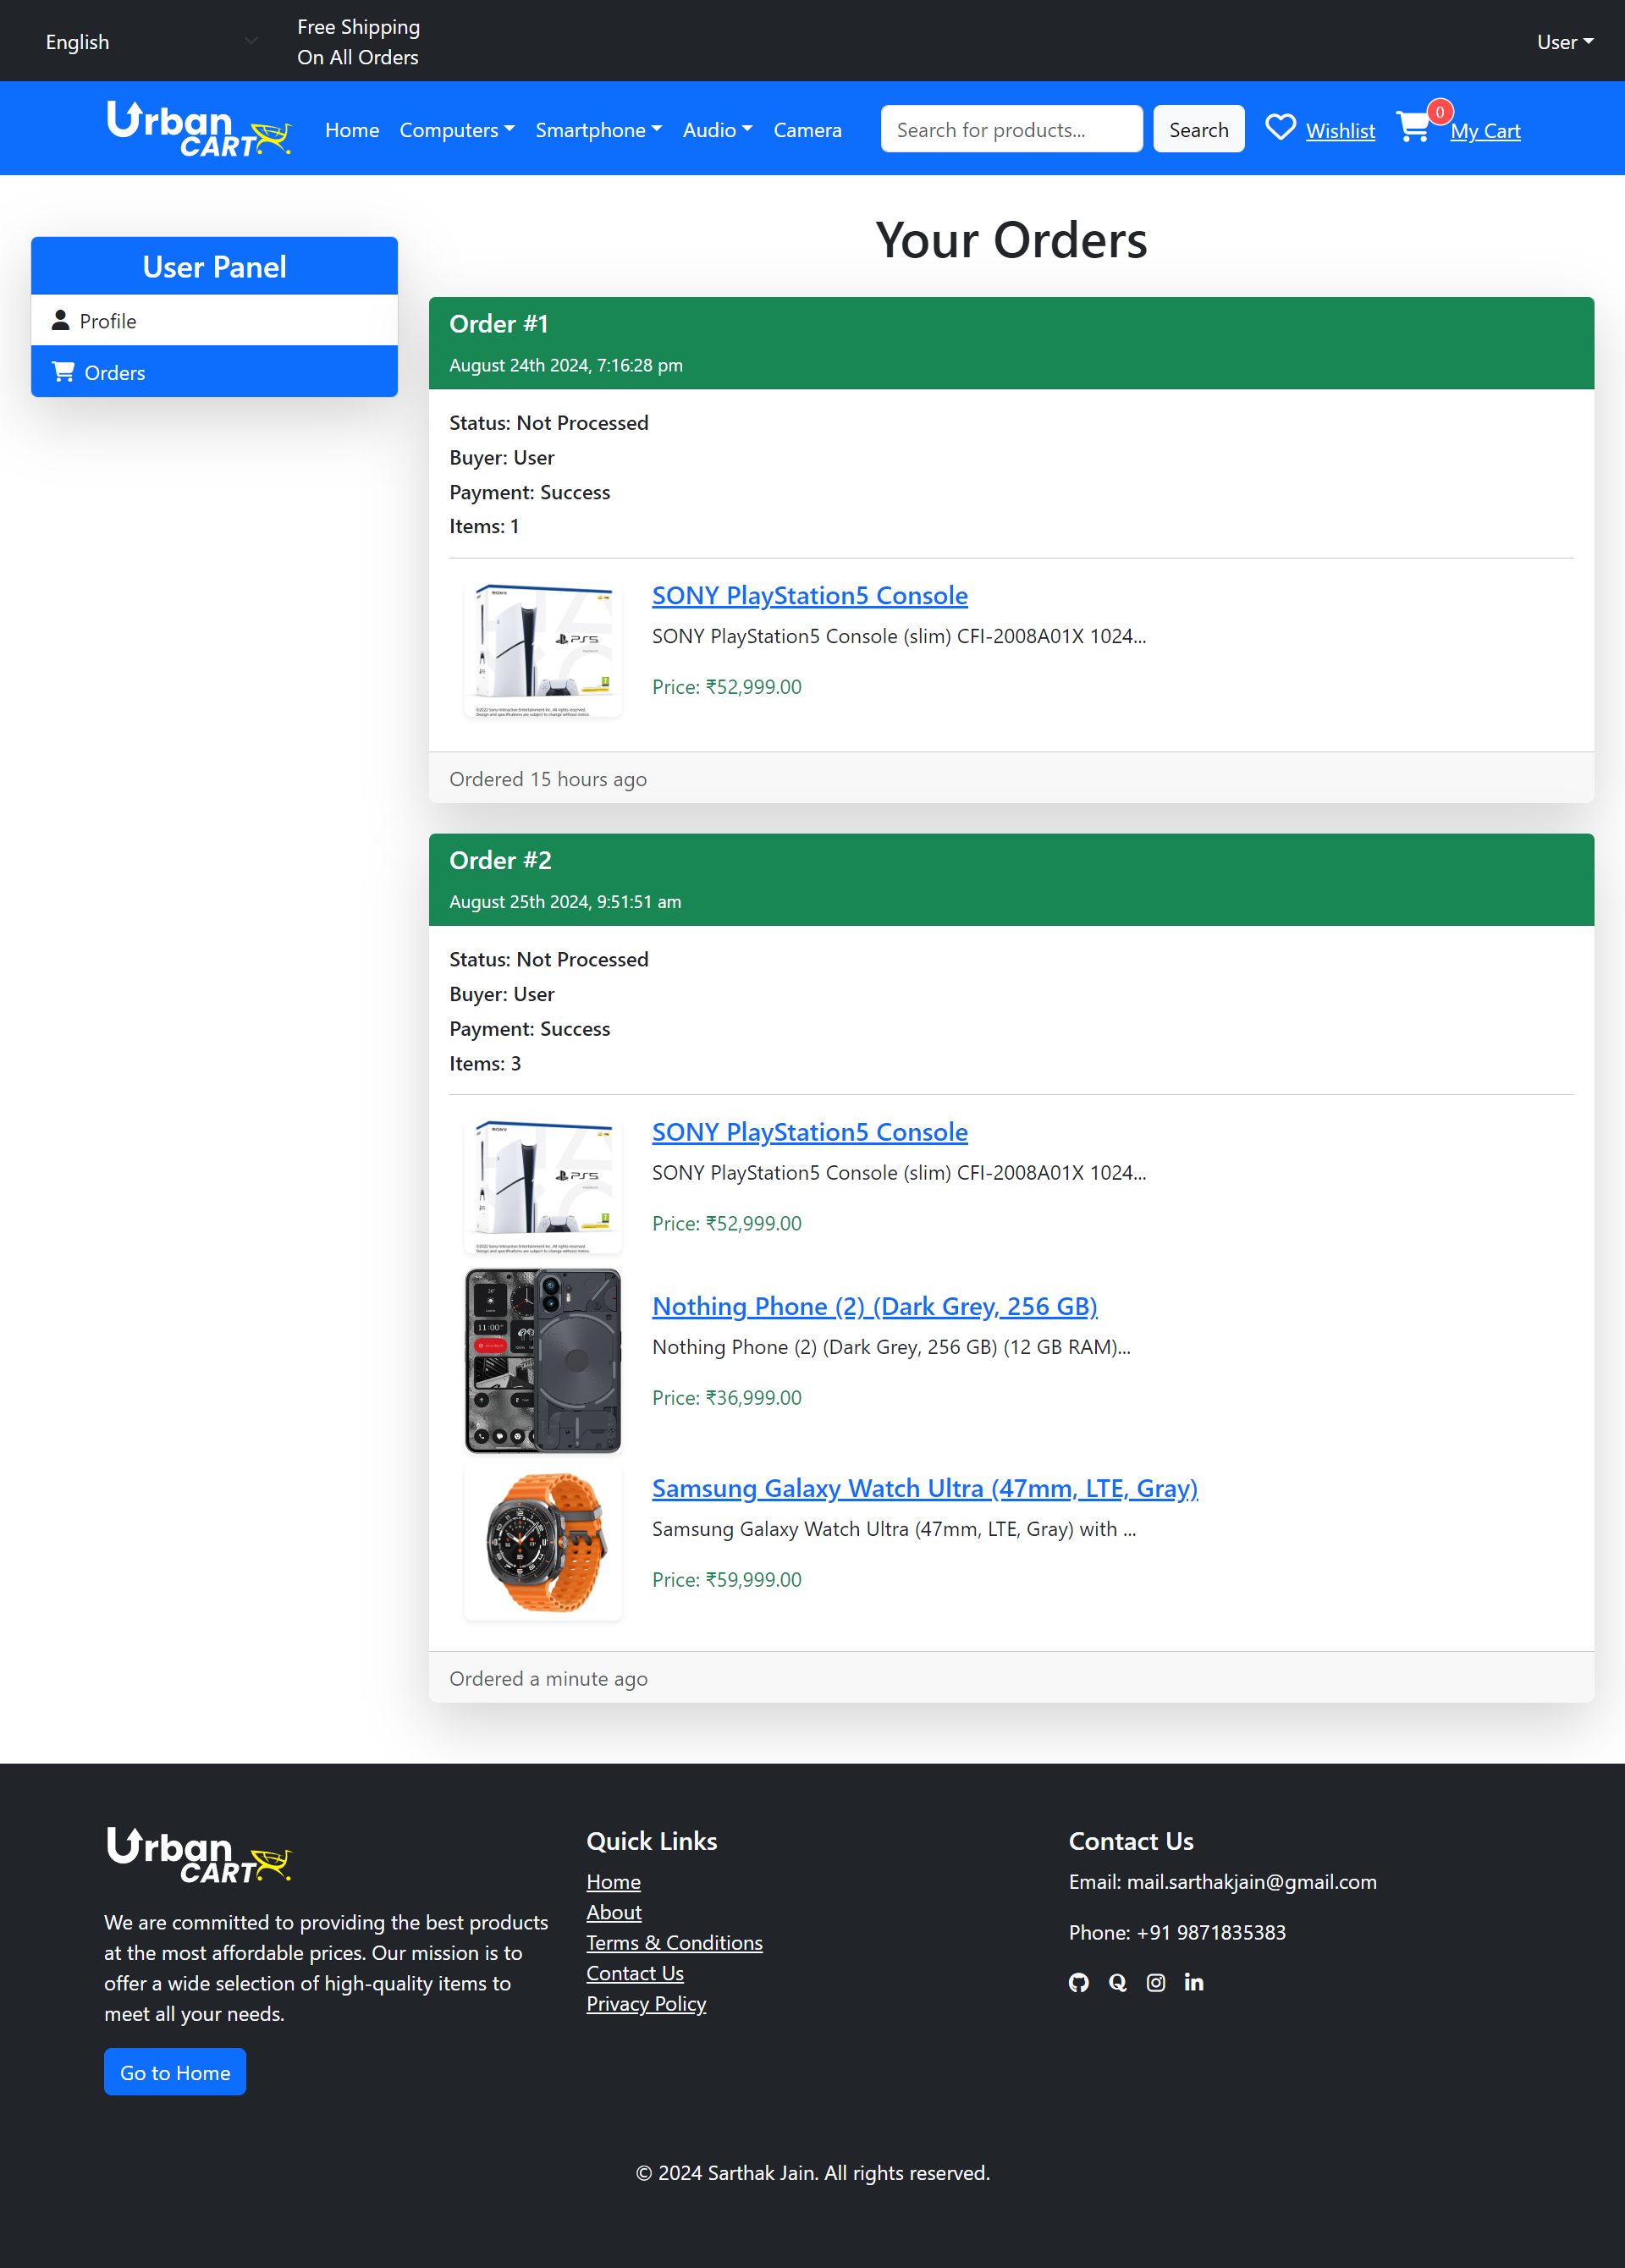 English
Free Shipping
On All Orders
User
Urban
CART
Home
Computers
Smartphone
Audio
Camera
Search for products...
Search
Wishlist
0
My Cart
User Panel
Profile
Orders
Your Orders
Order #1
August 24th 2024, 7:16:28 pm
Status: Not Processed
Buyer: User
Payment: Success
Items: 1
SONY
PS5
SONY PlayStation5 Console
SONY PlayStation5 Console (slim) CFI-2008A01X 1024...
Price: ₹52,999.00
Ordered 15 hours ago
Order #2
August 25th 2024, 9:51:51 am
Status: Not Processed
Buyer: User
Payment: Success
Items: 3
SONY
PS5
SONY PlayStation5 Console
SONY PlayStation5 Console (slim) CFI-2008A01X 1024...
Price: ₹52,999.00
11:00
Nothing Phone (2) (Dark Grey, 256 GB)
Nothing Phone (2) (Dark Grey, 256 GB) (12 GB RAM)...
Price: ₹36,999.00
Samsung Galaxy Watch Ultra (47mm, LTE, Gray)
Samsung Galaxy Watch Ultra (47mm, LTE, Gray) with ...
Price: ₹59,999.00
Ordered a minute ago
Urban
CART
We are committed to providing the best products
at the most affordable prices. Our mission is to
offer a wide selection of high-quality items to
meet all your needs.
Go to Home
Quick Links
Home
About
Terms & Conditions
Contact Us
Privacy Policy
Contact Us
Email: mail.sarthakjain@gmail.com
Phone: +91 9871835383
© 2024 Sarthak Jain. All rights reserved.